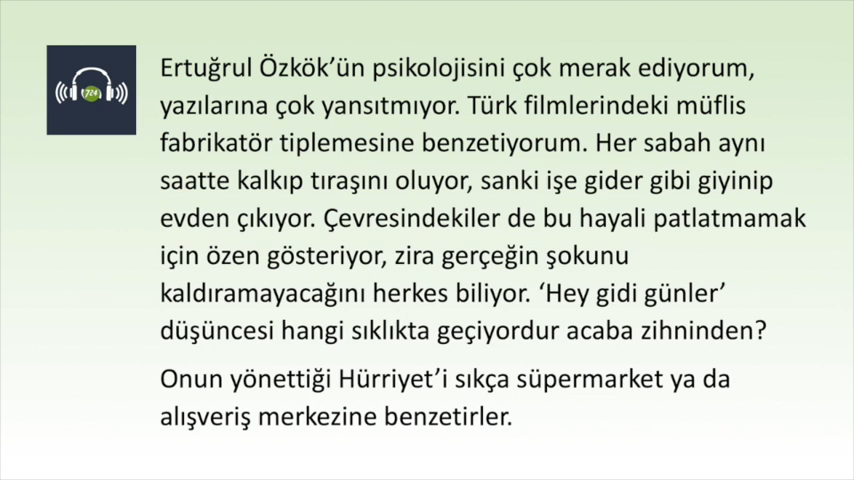 724
Ertuğrul Özkök’ün psikolojisini çok merak ediyorum,
yazılarına çok yansıtmıyor. Türk filmlerindeki müflis
fabrikatör tiplemesine benzetiyorum. Her sabah aynı
saatte kalkıp tıraşını oluyor, sanki işe gider gibi giyinip
evden çıkıyor. Çevresindekiler de bu hayali patlatmamak
için özen gösteriyor, zira gerçeğin şokunu
kaldıramayacağını herkes biliyor. ‘Hey gidi günler’
düşüncesi hangi sıklıkta geçiyordur acaba zihninden?
Onun yönettiği Hürriyet’i sıkça süpermarket ya da
alışveriş merkezine benzetirler.